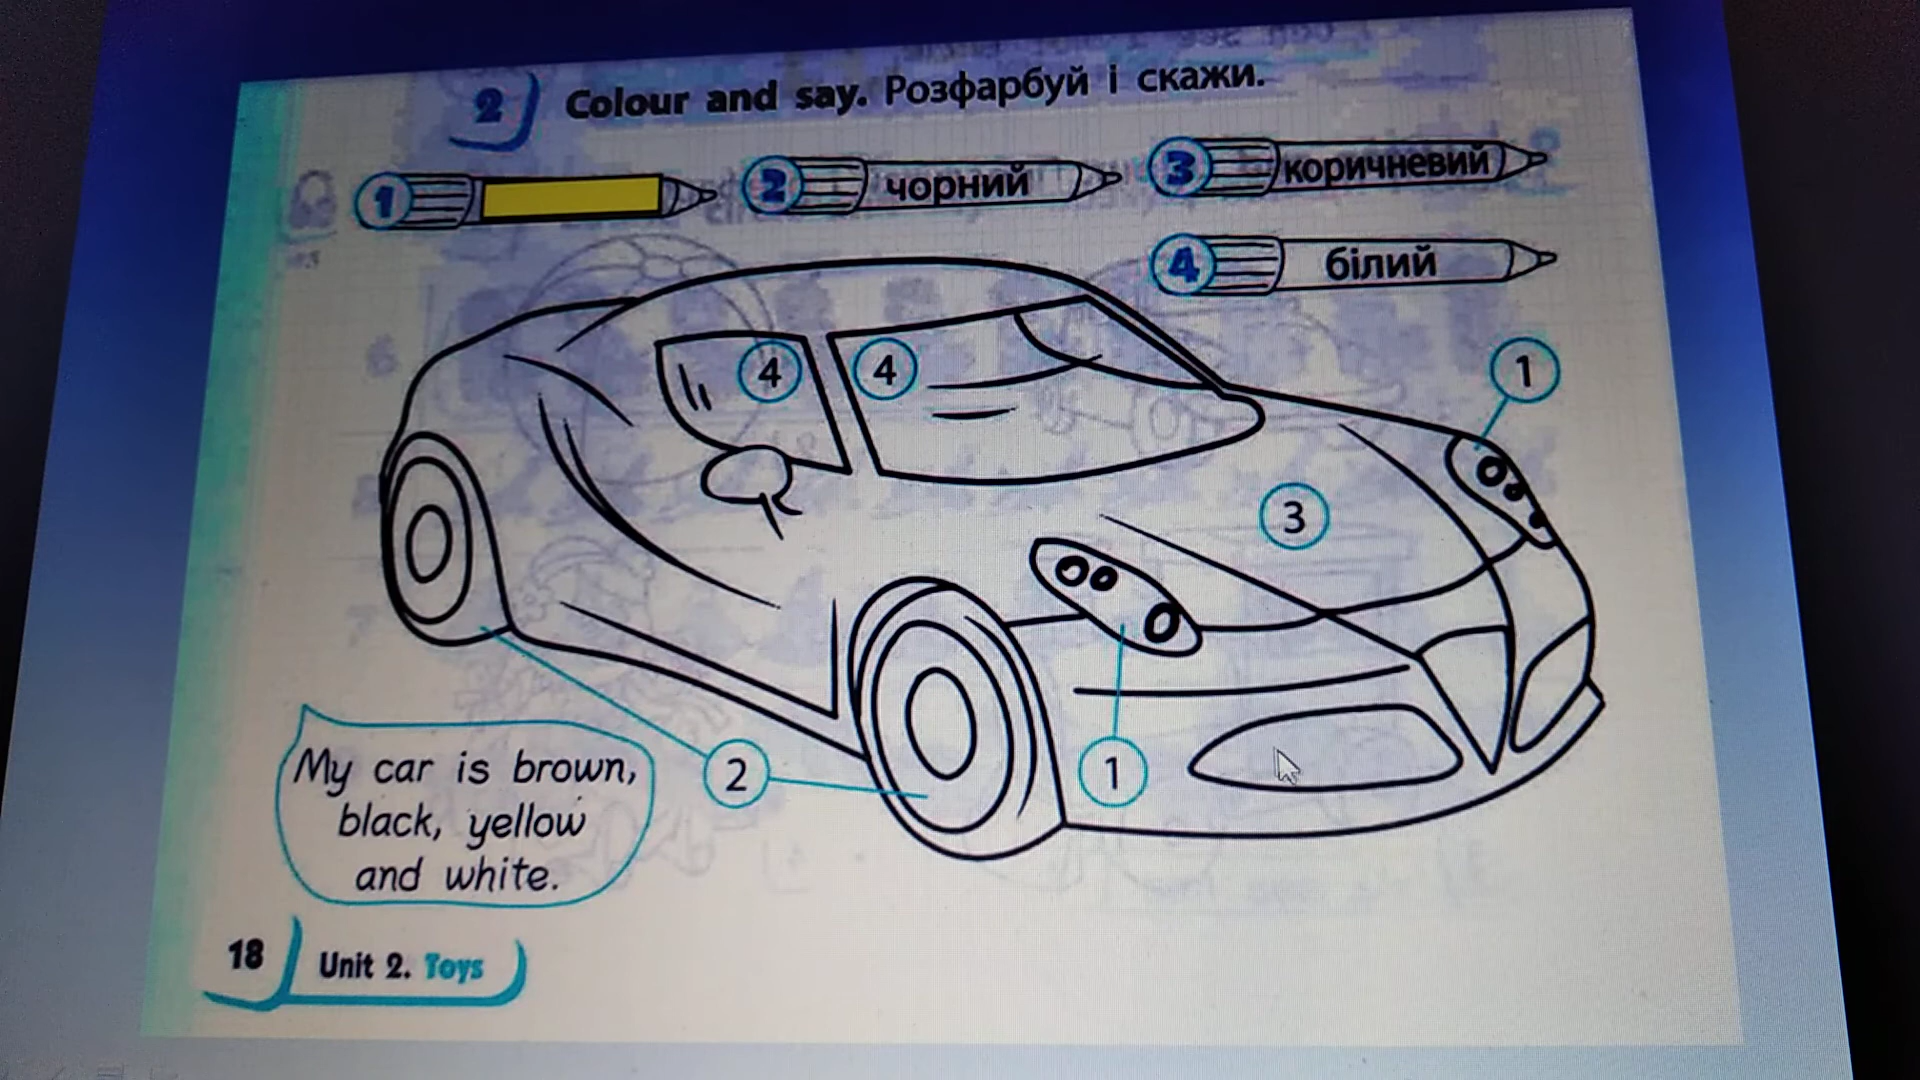 2 Colour and say. Розфарбуй і скажи.
1
2 чорний
3 коричневий
4 білий
4
4
1
3
2
1
My car is brown,
black, yellow
and white.
18 Unit 2. Toys